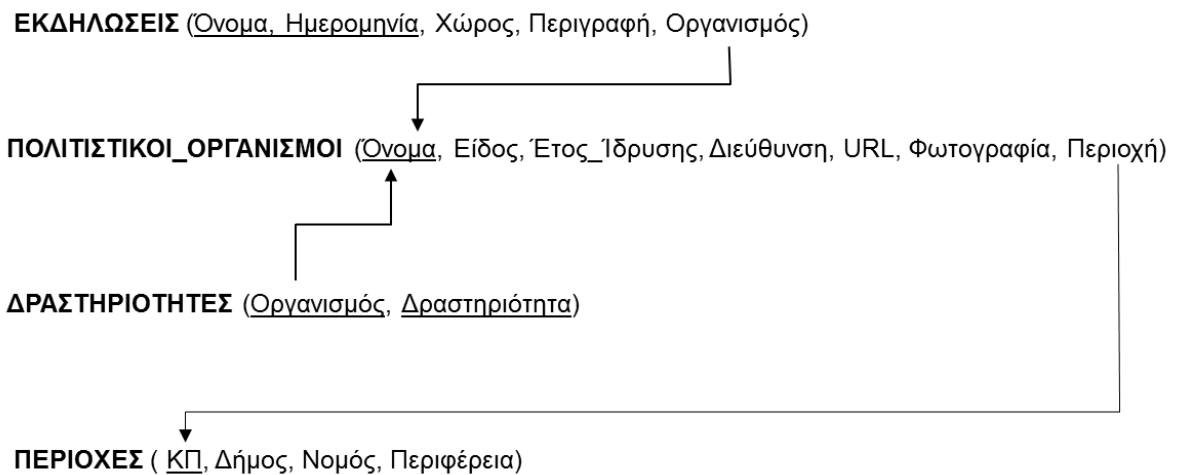 ΕΚΔΗΛΩΣΕΙΣ (Όνομα, Ημερομηνία, Χώρος, Περιγραφή, Οργανισμός)
ΠΟΛΙΤΙΣΤΙΚΟΙ_ΟΡΓΑΝΙΣΜΟΙ (Όνομα, Είδος, Έτος_Ίδρυσης, Διεύθυνση, URL, Φωτογραφία, Περιοχή)
ΔΡΑΣΤΗΡΙΟΤΗΤΕΣ (Οργανισμός, Δραστηριότητα)
ΠΕΡΙΟΧΕΣ ( ΚΠ, Δήμος, Νομός, Περιφέρεια)